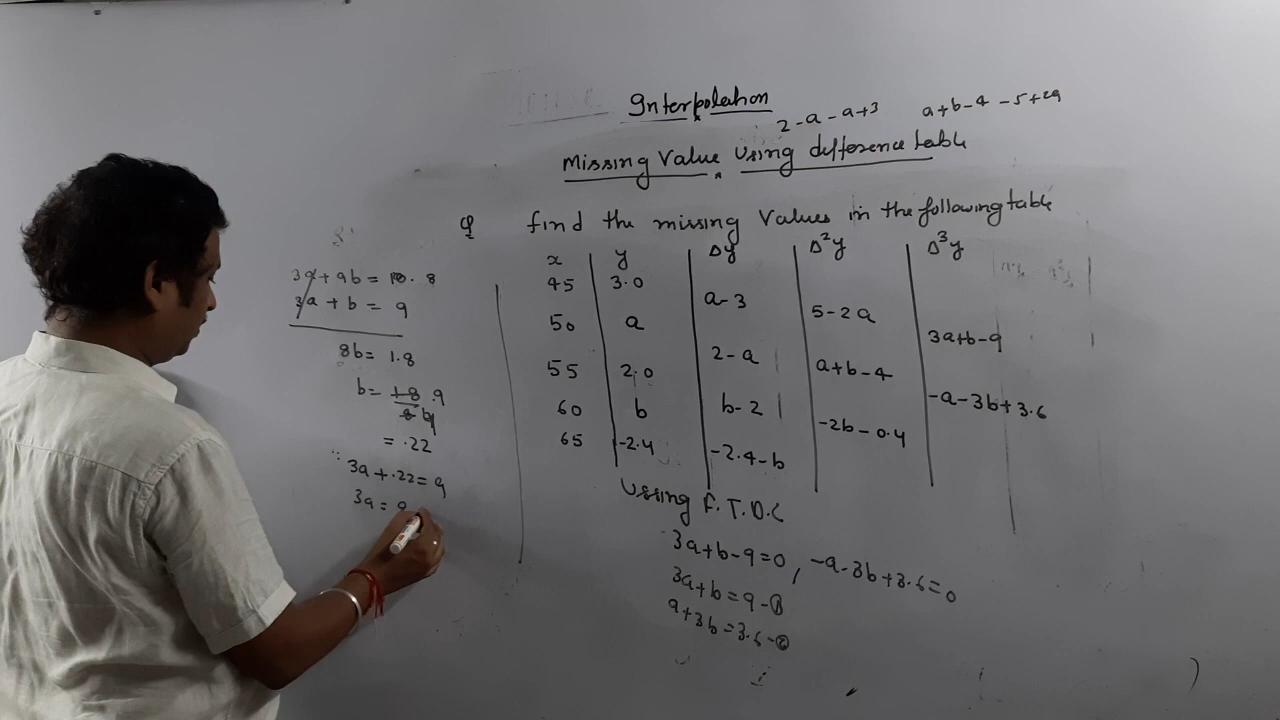 Interpolation
2-a-a+3 a+b-4-5+2a
Missing Value Using difference table
Q find the missing Values in the following table
x y Δy Δ²y Δ³y
45 3.0
a-3
50 a 5-2a
2-a 3a+b-9
55 2.0 a+b-4
b-2 -a-3b+3.6
60 b -2b-0.4
65 -2.4 -2.4-b
Using F.T.D.C
3a+b-9=0, -a-3b+3.6=0
3a+b=9-①
a+3b=3.6-②
3a+9b=10.8
3a+b=9
8b=1.8
b=1.8 .9
8 4
=.22
∵ 3a+.22=9
3a=9